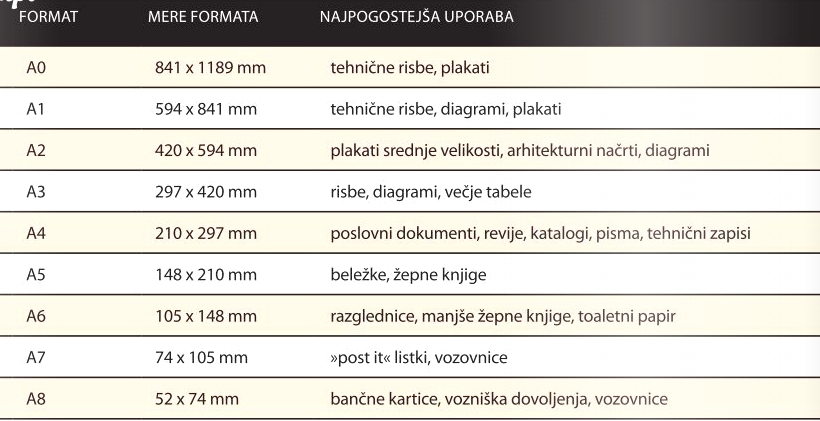 FORMAT MERE FORMATA NAJPOGOSTEJŠA UPORABA
A0 841 x 1189 mm tehnične risbe, plakati
A1 594 x 841 mm tehnične risbe, diagrami, plakati
A2 420 x 594 mm plakati srednje velikosti, arhitekturni načrti, diagrami
A3 297 x 420 mm risbe, diagrami, večje tabele
A4 210 x 297 mm poslovni dokumenti, revije, katalogi, pisma, tehnični zapisi
A5 148 x 210 mm beležke, žepne knjige
A6 105 x 148 mm razglednice, manjše žepne knjige, toaletni papir
A7 74 x 105 mm »post it« listki, vozovnice
A8 52 x 74 mm bančne kartice, vozniška dovoljenja, vozovnice